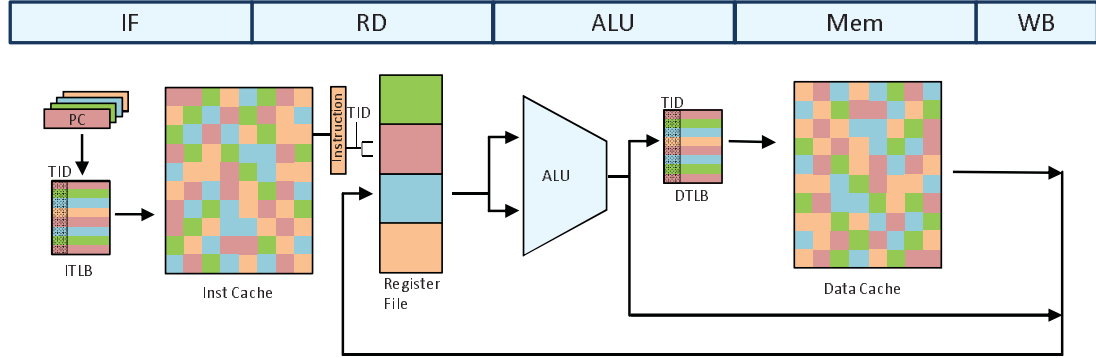 IF
RD
ALU
Mem
WB
PC
TID
ITLB
Inst Cache
Instruction
TID
Register
File
ALU
TID
DTLB
Data Cache